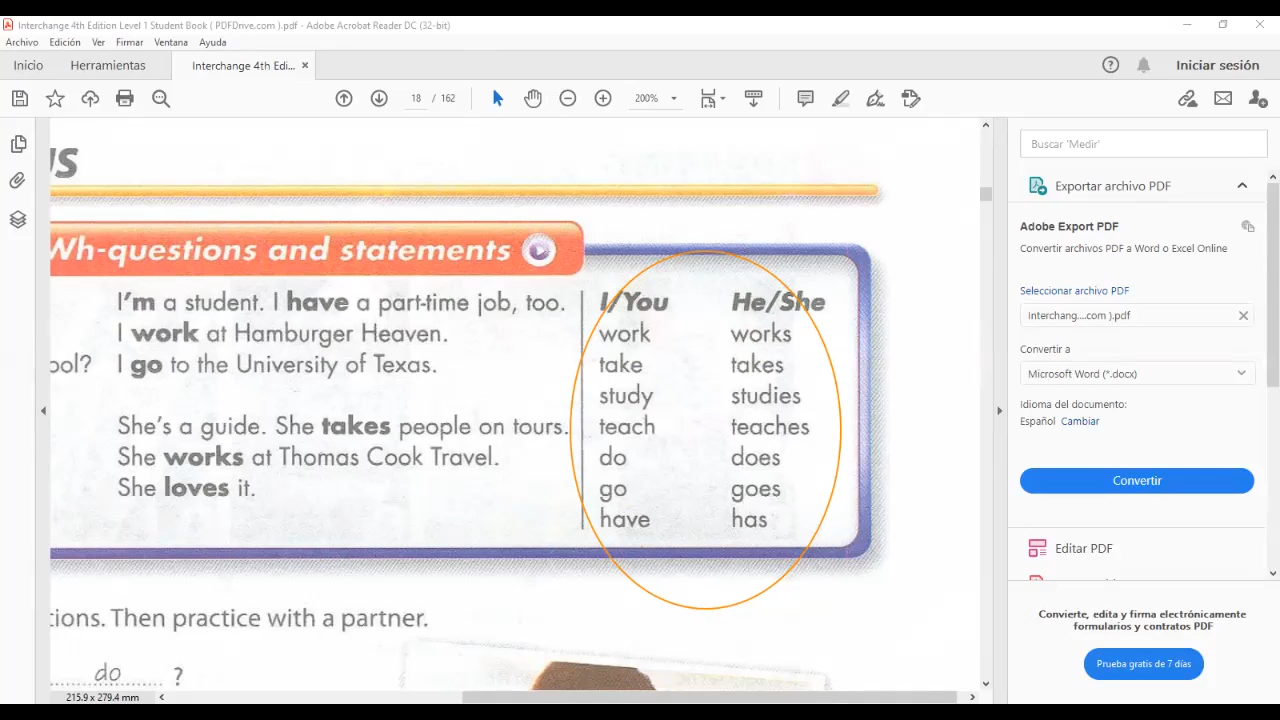 Interchange 4th Edition Level 1 Student Book ( PDFDrive.com ).pdf - Adobe Acrobat Reader DC (32-bit)
Archivo Edición Ver Firmar Ventana Ayuda
Inicio Herramientas Interchange 4th Edi... × Iniciar sesión
18 / 162 200%
US
Wh-questions and statements
I'm a student. I have a part-time job, too. I/You He/She
I work at Hamburger Heaven. work works
ool? I go to the University of Texas. take takes
study studies
She's a guide. She takes people on tours. teach teaches
She works at Thomas Cook Travel. do does
She loves it. go goes
have has
tions. Then practice with a partner.
do ?
215.9 x 279.4 mm
Buscar 'Medir'
Exportar archivo PDF
Adobe Export PDF
Convertir archivos PDF a Word o Excel Online
Seleccionar archivo PDF
Interchang....com ).pdf
Convertir a
Microsoft Word (*.docx)
Idioma del documento:
Español Cambiar
Convertir
Editar PDF
Convierte, edita y firma electrónicamente
formularios y contratos PDF
Prueba gratis de 7 días